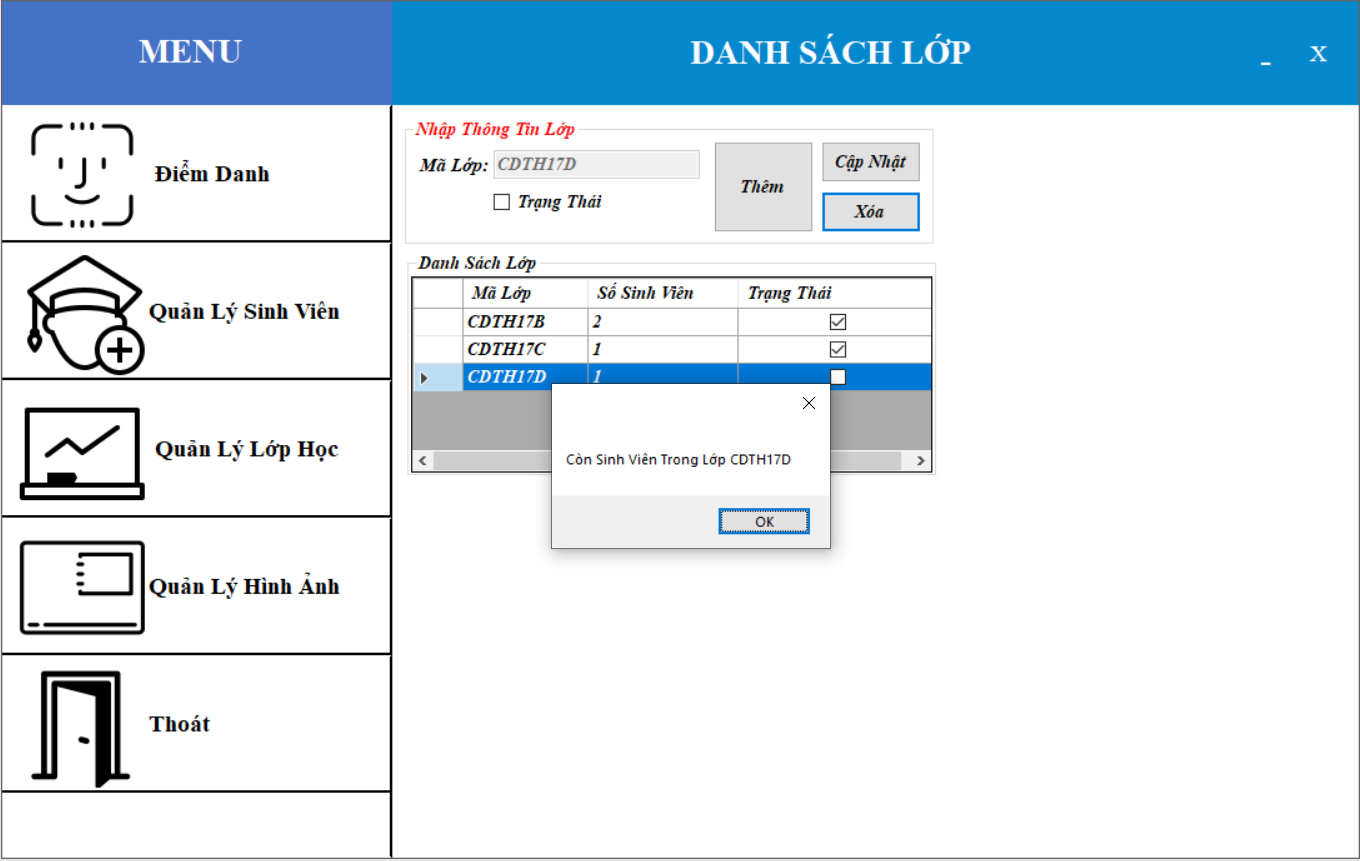 MENU
DANH SÁCH LỚP
_ X
Điểm Danh
Quản Lý Sinh Viên
Quản Lý Lớp Học
Quản Lý Hình Ảnh
Thoát
Nhập Thông Tin Lớp
Mã Lớp: CDTH17D
Trạng Thái
Thêm
Cập Nhật
Xóa
Danh Sách Lớp
Mã Lớp Số Sinh Viên Trạng Thái
CDTH17B 2
CDTH17C 1
CDTH17D 1
Còn Sinh Viên Trong Lớp CDTH17D
OK